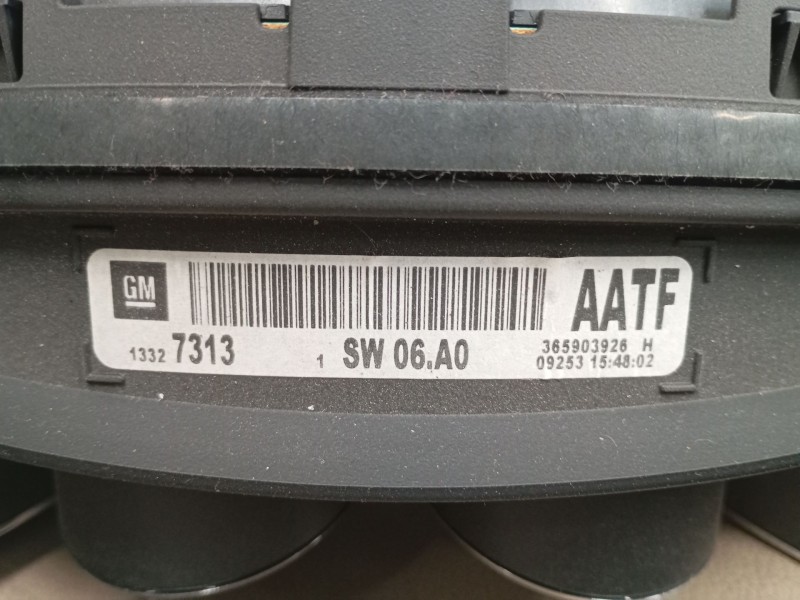 GM
AATF
1332 7313 1 SW 06.A0
365903926 H
09253 15:48:02